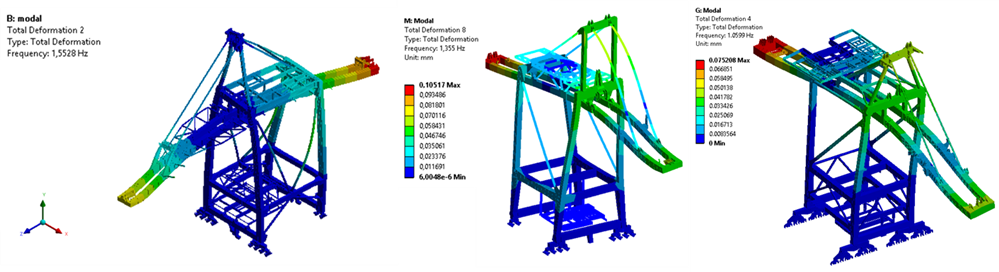 B: modal
Total Deformation 2
Type: Total Deformation
Frequency: 1,5528 Hz
M: Modal
Total Deformation 8
Type: Total Deformation
Frequency: 1,355 Hz
Unit: mm
0,10517 Max
0,093486
0,081801
0,070116
0,058431
0,046746
0,035061
0,023376
0,011691
6,0048e-6 Min
G: Modal
Total Deformation 4
Type: Total Deformation
Frequency: 1.0599 Hz
Unit: mm
0.075208 Max
0.066851
0.058495
0.050138
0.041782
0.033426
0.025069
0.016713
0.0083564
0 Min
Y
Z
X